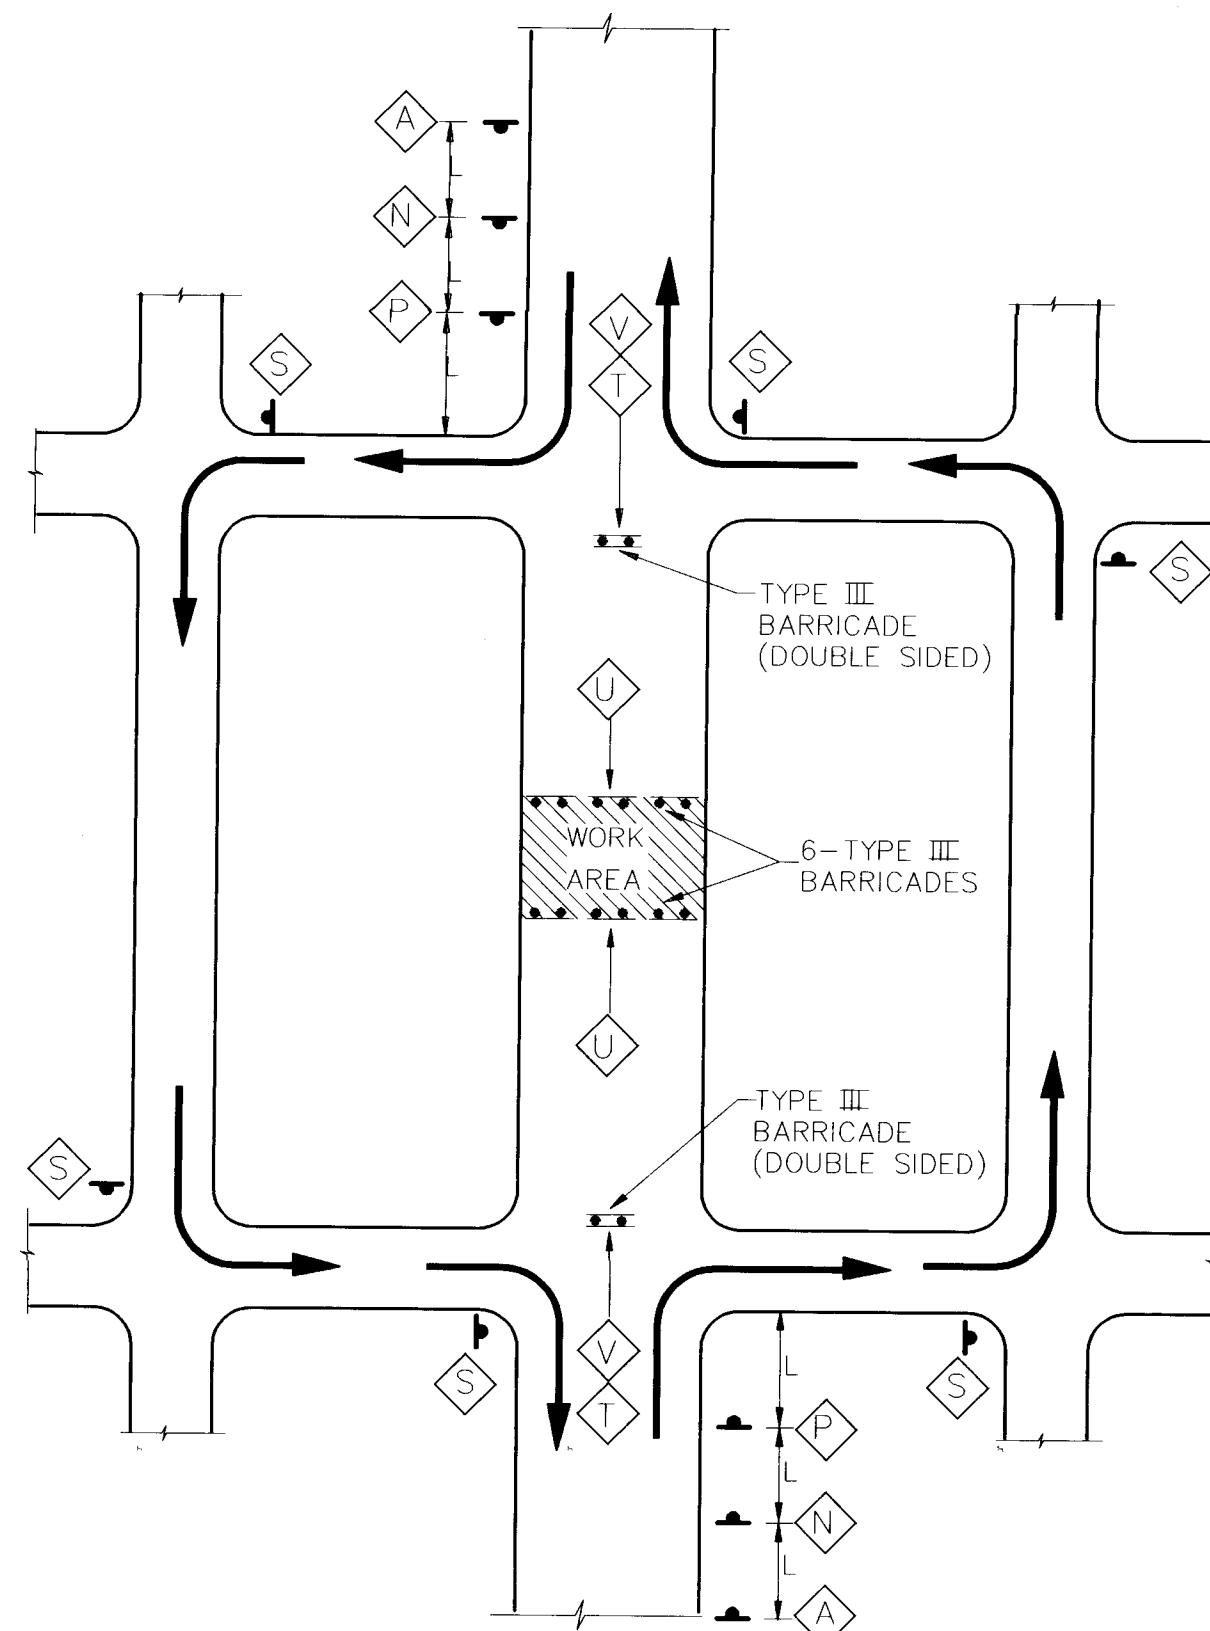 A
L
N
L
P
L
S
V
T
S
S
TYPE III
BARRICADE
(DOUBLE SIDED)
U
WORK
AREA
6-TYPE III
BARRICADES
U
TYPE III
BARRICADE
(DOUBLE SIDED)
S
V
T
S
S
L
P
L
N
L
A